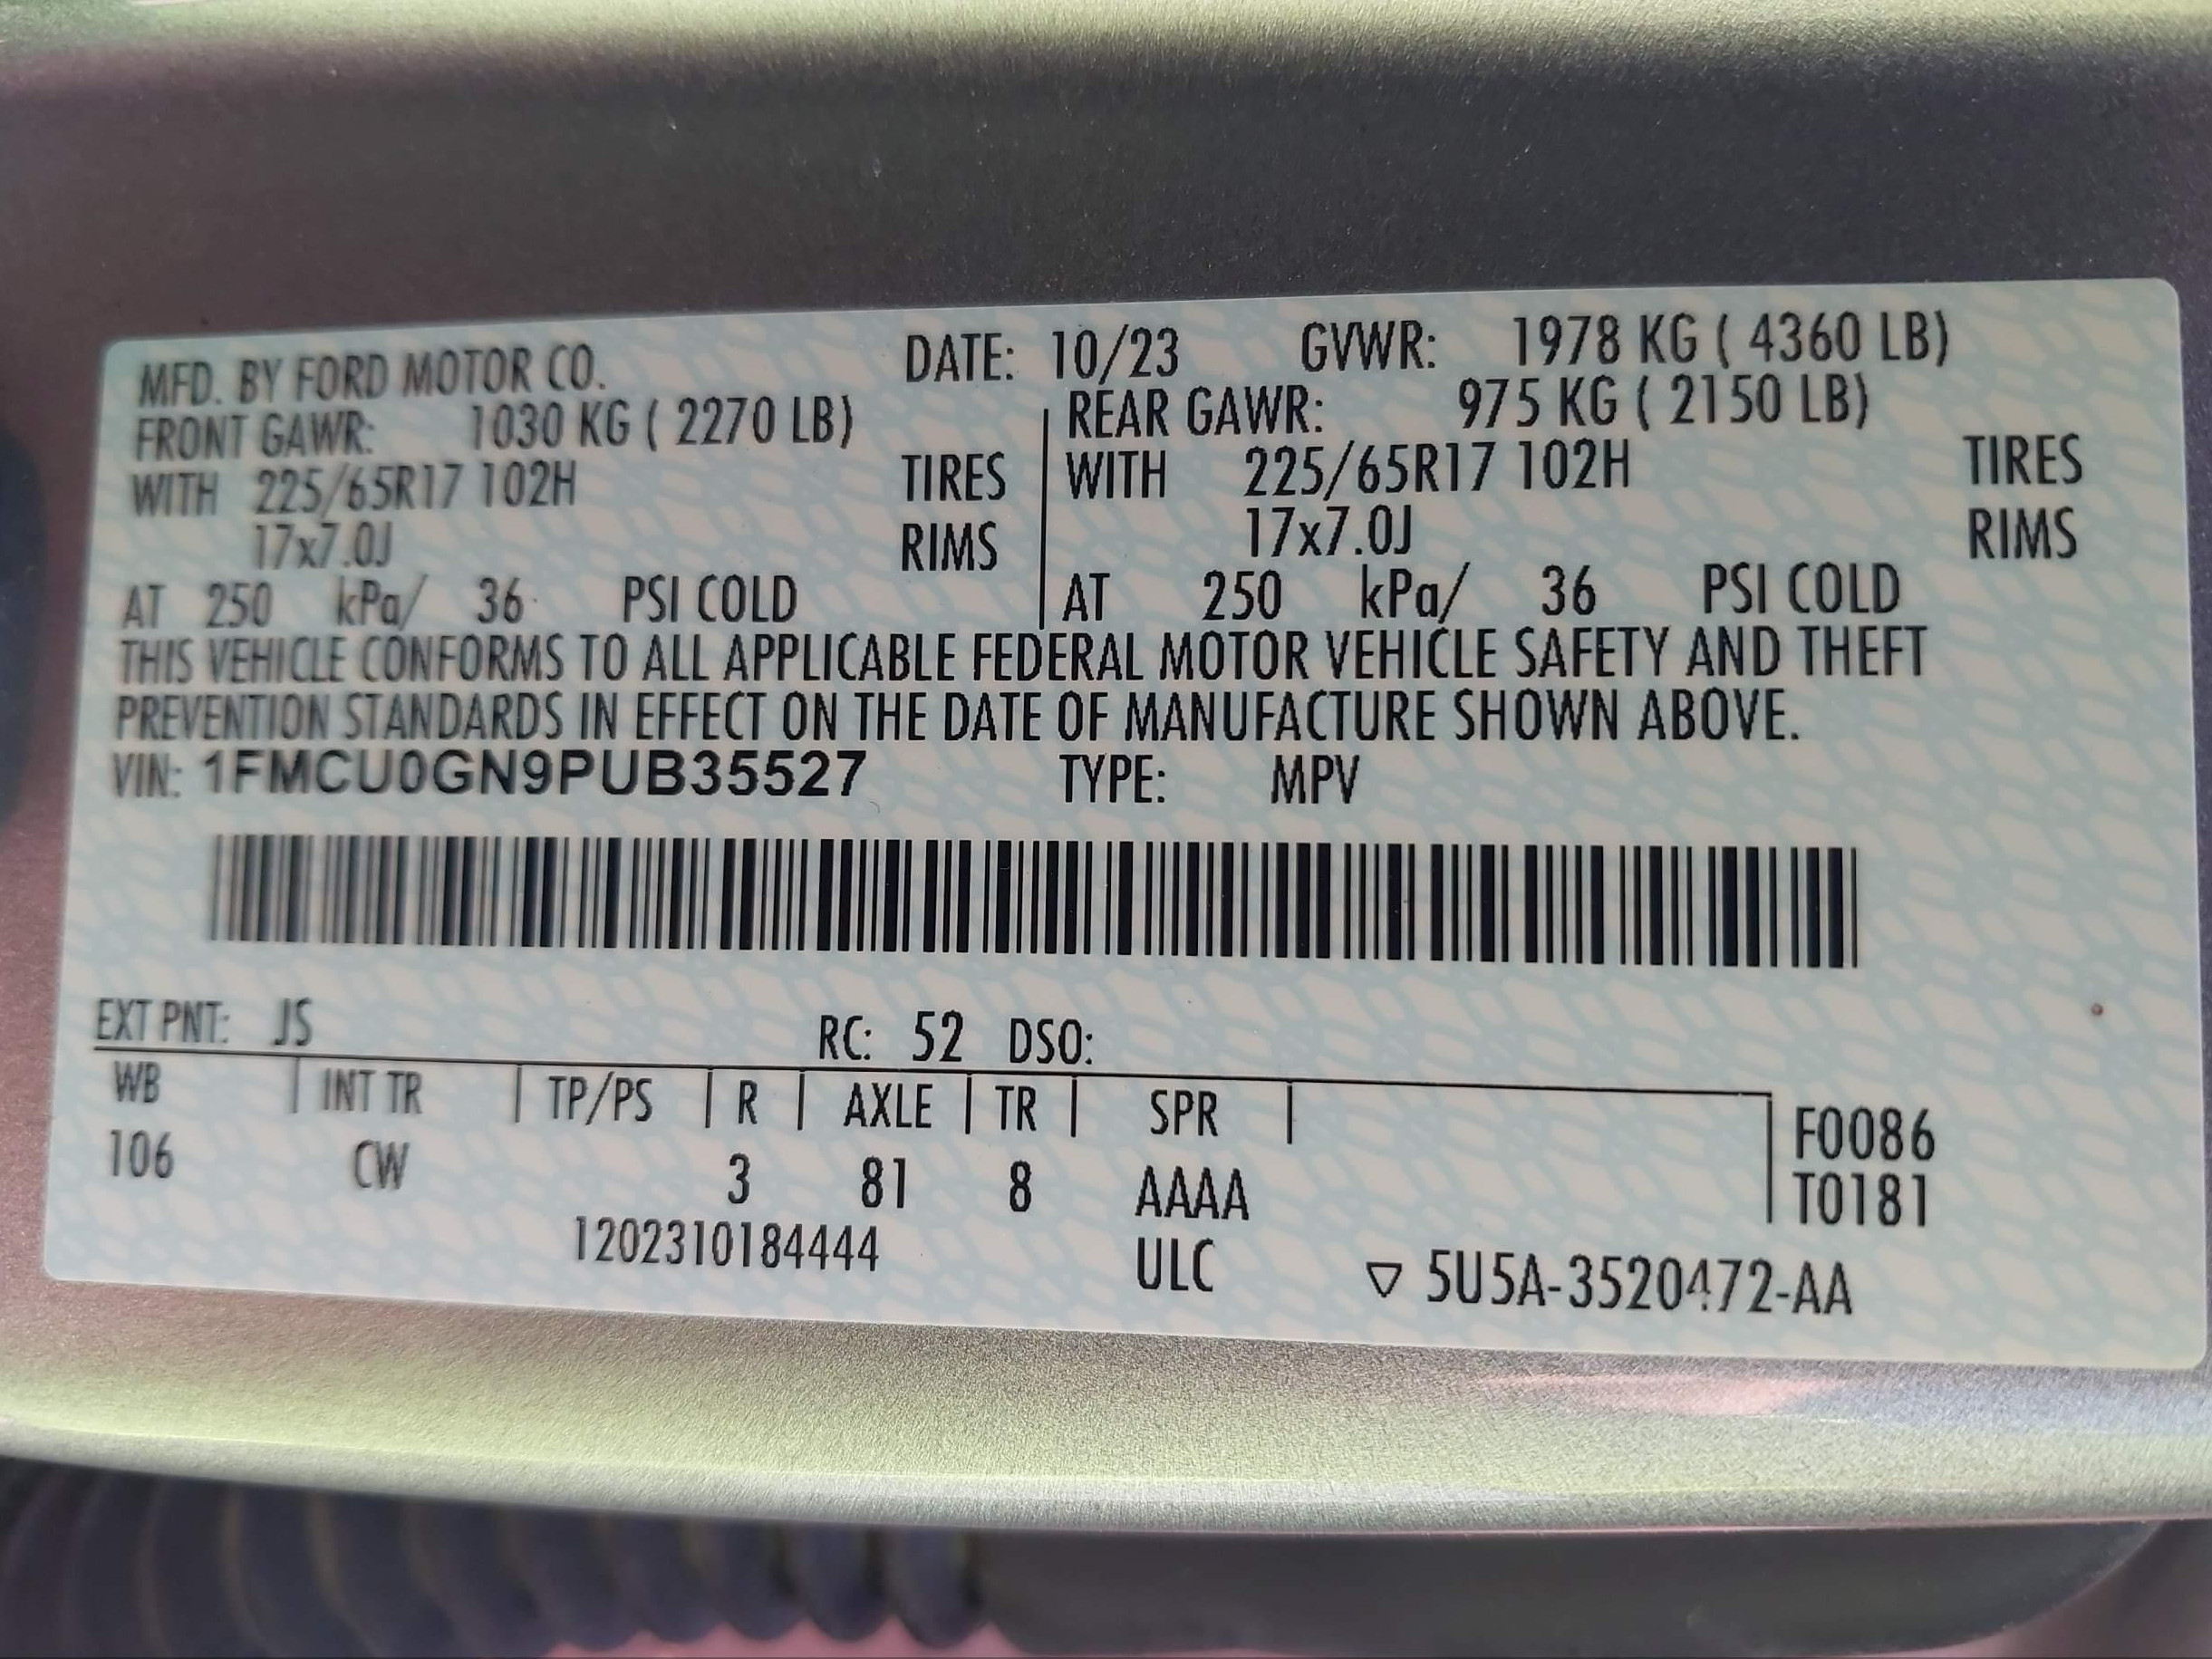 MFD. BY FORD MOTOR CO. DATE: 10/23 GVWR: 1978 KG ( 4360 LB)
FRONT GAWR: 1030 KG ( 2270 LB) REAR GAWR: 975 KG ( 2150 LB)
WITH 225/65R17 102H TIRES WITH 225/65R17 102H TIRES
17x7.0J RIMS 17x7.0J RIMS
AT 250 kPa/ 36 PSI COLD AT 250 kPa/ 36 PSI COLD
THIS VEHICLE CONFORMS TO ALL APPLICABLE FEDERAL MOTOR VEHICLE SAFETY AND THEFT
PREVENTION STANDARDS IN EFFECT ON THE DATE OF MANUFACTURE SHOWN ABOVE.
VIN: 1FMCU0GN9PUB35527 TYPE: MPV
EXT PNT: JS RC: 52 DSO:
WB INT TR TP/PS R AXLE TR SPR F0086
106 CW 3 81 8 AAAA T0181
1202310184444 ULC ▽ 5U5A-3520472-AA